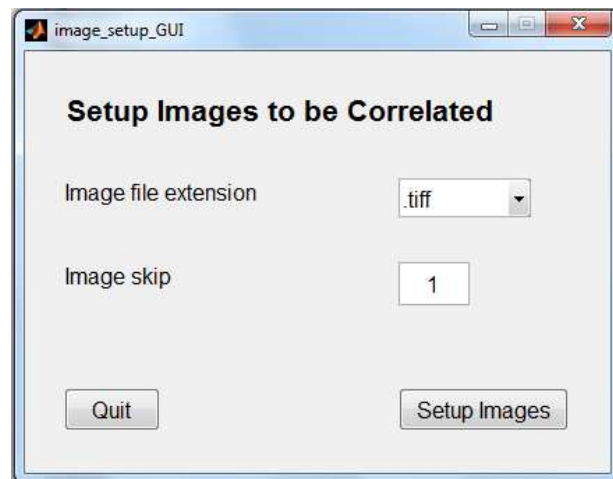 image_setup_GUI
Setup Images to be Correlated
Image file extension
.tiff
Image skip
1
Quit
Setup Images